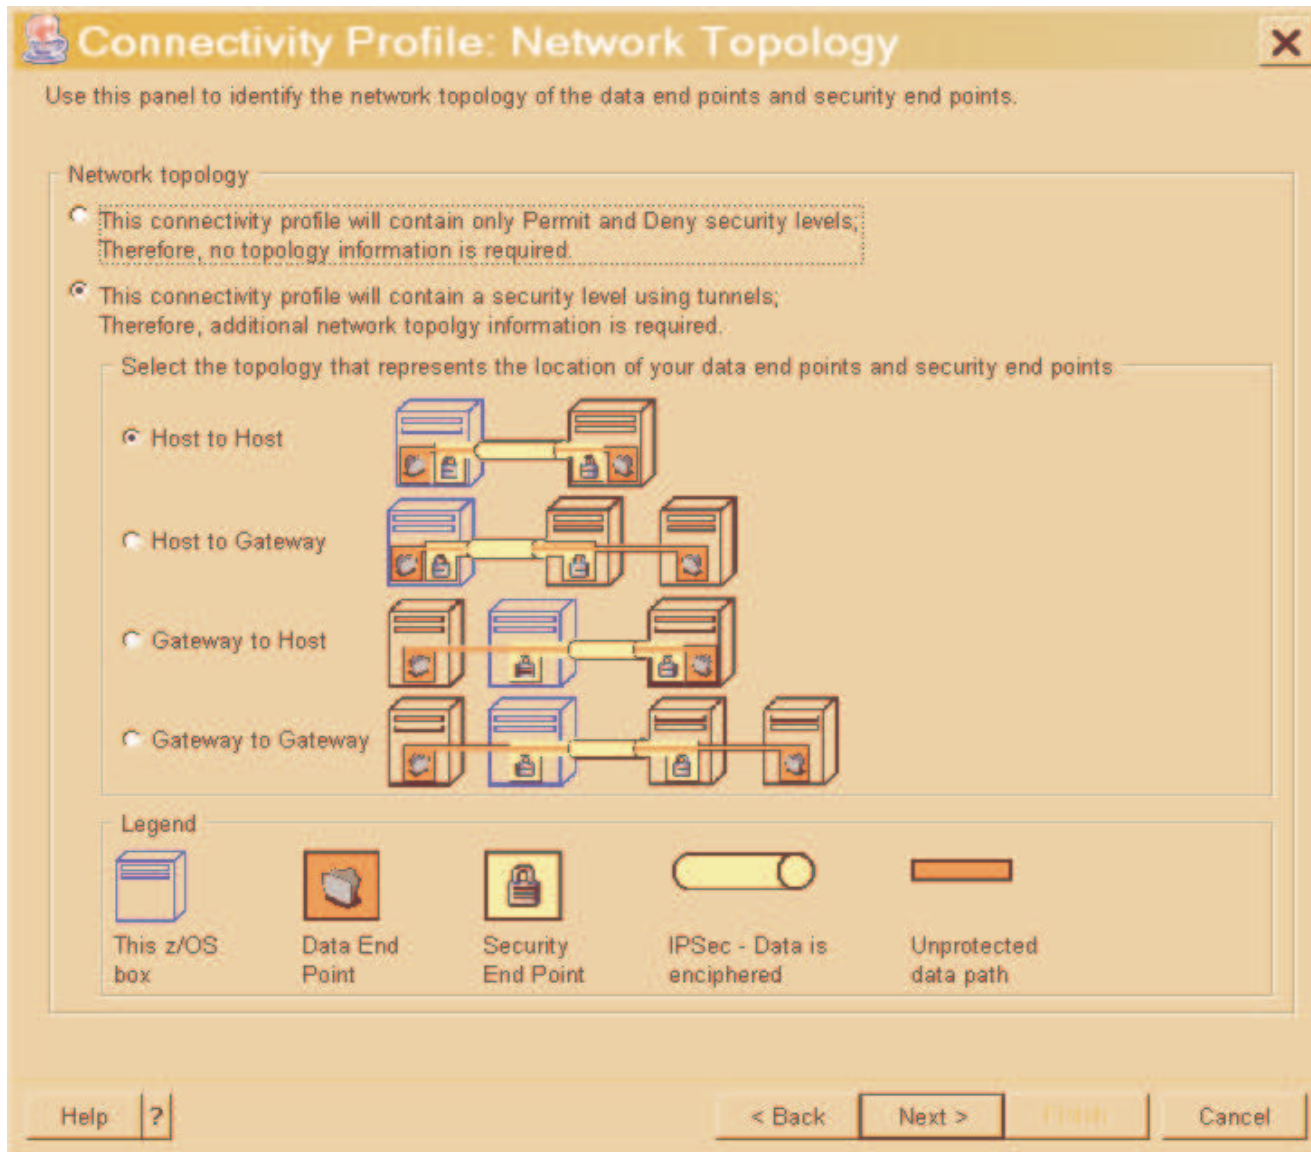 Connectivity Profile: Network Topology
Use this panel to identify the network topology of the data end points and security end points.
Network topology
This connectivity profile will contain only Permit and Deny security levels;
Therefore, no topology information is required.
This connectivity profile will contain a security level using tunnels;
Therefore, additional network topolgy information is required.
Select the topology that represents the location of your data end points and security end points
Host to Host
Host to Gateway
Gateway to Host
Gateway to Gateway
Legend
This z/OS
box
Data End
Point
Security
End Point
IPSec - Data is
enciphered
Unprotected
data path
Help ? < Back Next > Finish Cancel